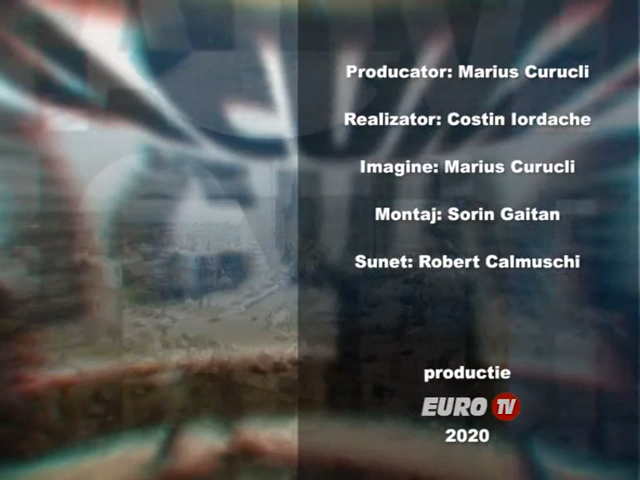 Producator: Marius Curucli
Realizator: Costin Iordache
Imagine: Marius Curucli
Montaj: Sorin Gaitan
Sunet: Robert Calmuschi
productie
EURO TV
2020